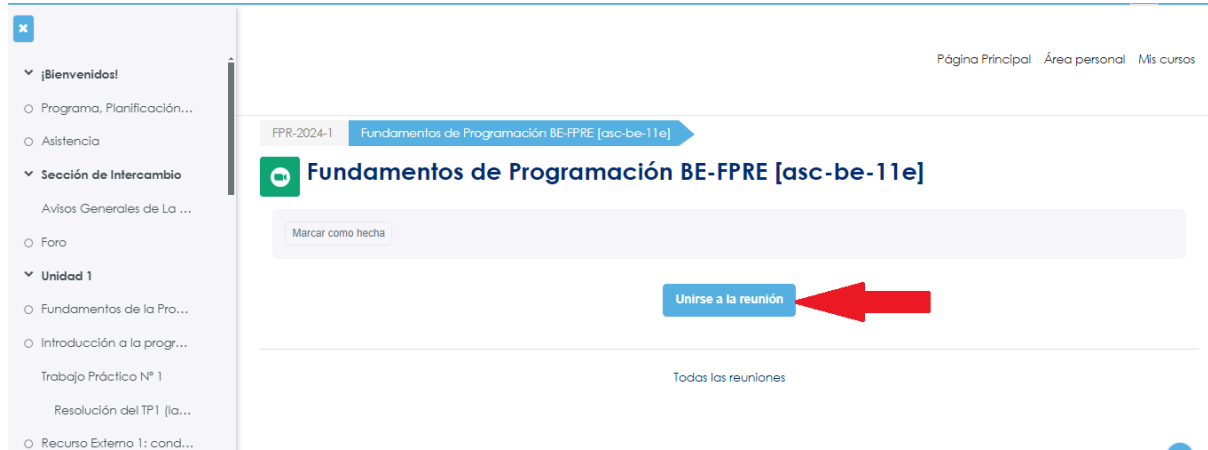 Página Principal Área personal Mis cursos
¡Bienvenidos!
Programa, Planificación...
Asistencia
Sección de Intercambio
Avisos Generales de La ...
Foro
Unidad 1
Fundamentos de la Pro...
Introducción a la progr...
Trabajo Práctico Nº 1
Resolución del TP1 (la...
Recurso Externo 1: cond...
FPR-2024-1 Fundamentos de Programación BE-FPRE [asc-be-11e]
Fundamentos de Programación BE-FPRE [asc-be-11e]
Marcar como hecha
Unirse a la reunión
Todas las reuniones